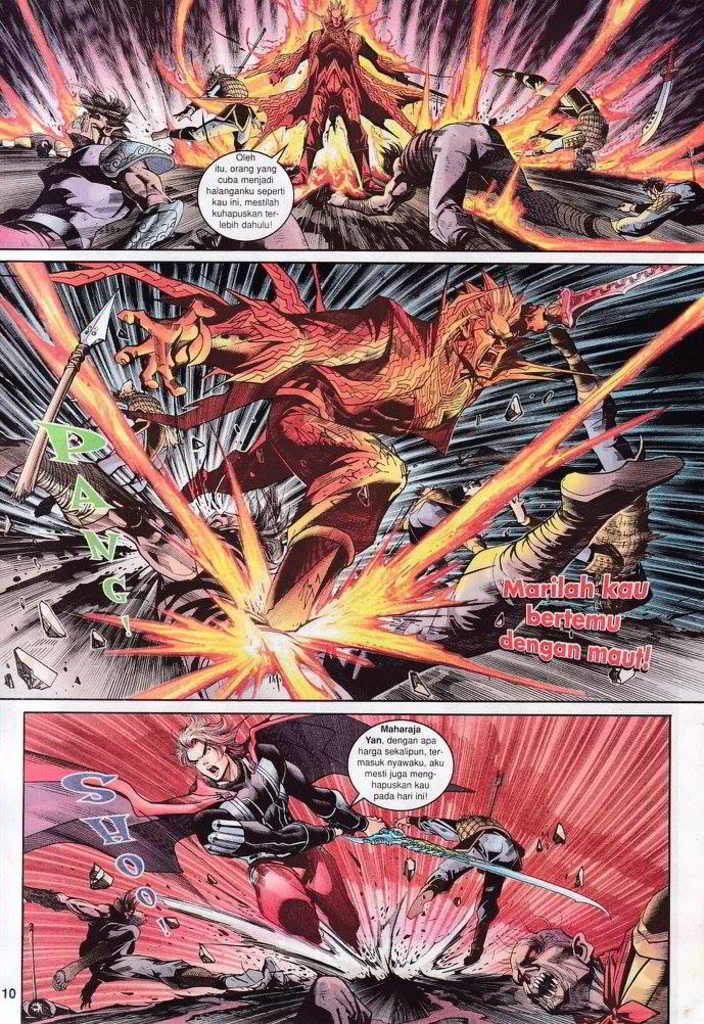 Oleh
itu, orang yang
cuba menjadi
halanganku seperti
kau ini, mestilah
kuhapuskan ter-
lebih dahulu!
PANG!
Marilah kau
bertemu
dengan maut!
Maharaja
Yan, dengan apa
harga sekalipun, ter-
masuk nyawaku, aku
mesti juga meng-
hapuskan kau
pada hari ini!
SHOO!
10